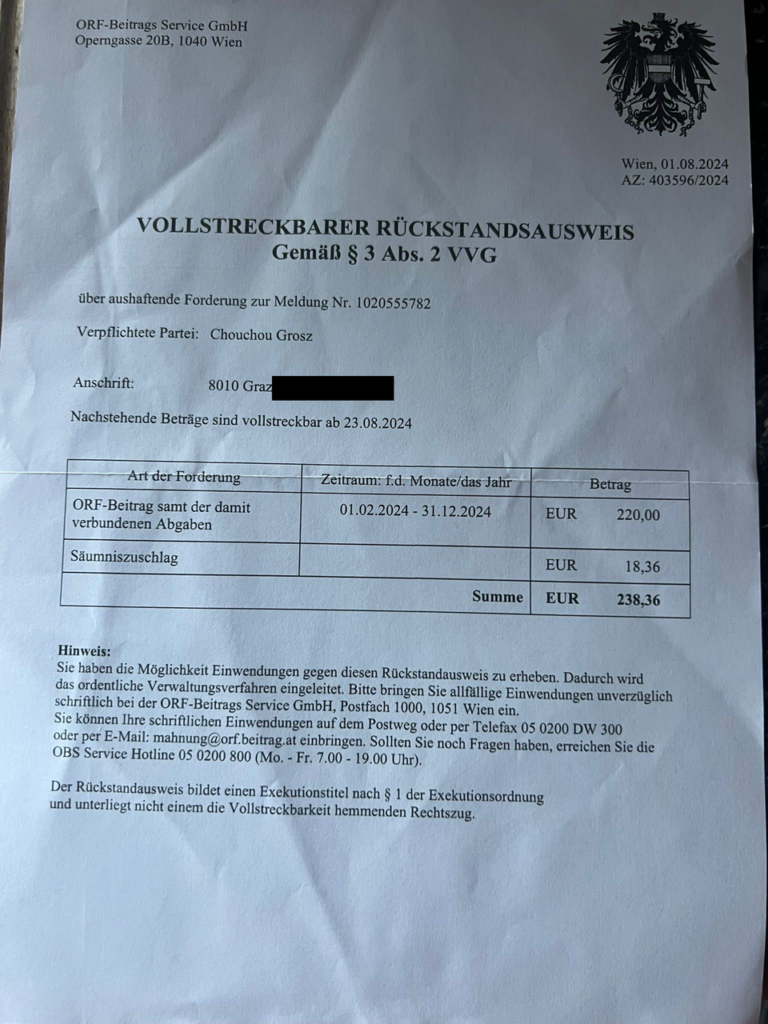 ORF-Beitrags Service GmbH
Operngasse 20B, 1040 Wien
Wien, 01.08.2024
AZ: 403596/2024
VOLLSTRECKBARER RÜCKSTANDSAUSWEIS
Gemäß § 3 Abs. 2 VVG
über aushaftende Forderung zur Meldung Nr. 1020555782
Verpflichtete Partei: Chouchou Grosz
Anschrift: 8010 Graz
Nachstehende Beträge sind vollstreckbar ab 23.08.2024
Art der Forderung Zeitraum: f.d. Monate/das Jahr Betrag
ORF-Beitrag samt der damit verbundenen Abgaben 01.02.2024 - 31.12.2024 EUR 220,00
Säumniszuschlag EUR 18,36
Summe EUR 238,36
Hinweis:
Sie haben die Möglichkeit Einwendungen gegen diesen Rückstandausweis zu erheben. Dadurch wird
das ordentliche Verwaltungsverfahren eingeleitet. Bitte bringen Sie allfällige Einwendungen unverzüglich
schriftlich bei der ORF-Beitrags Service GmbH, Postfach 1000, 1051 Wien ein.
Sie können Ihre schriftlichen Einwendungen auf dem Postweg oder per Telefax 05 0200 DW 300
oder per E-Mail: mahnung@orf.beitrag.at einbringen. Sollten Sie noch Fragen haben, erreichen Sie die
OBS Service Hotline 05 0200 800 (Mo. - Fr. 7.00 - 19.00 Uhr).
Der Rückstandausweis bildet einen Exekutionstitel nach § 1 der Exekutionsordnung
und unterliegt nicht einem die Vollstreckbarkeit hemmenden Rechtszug.